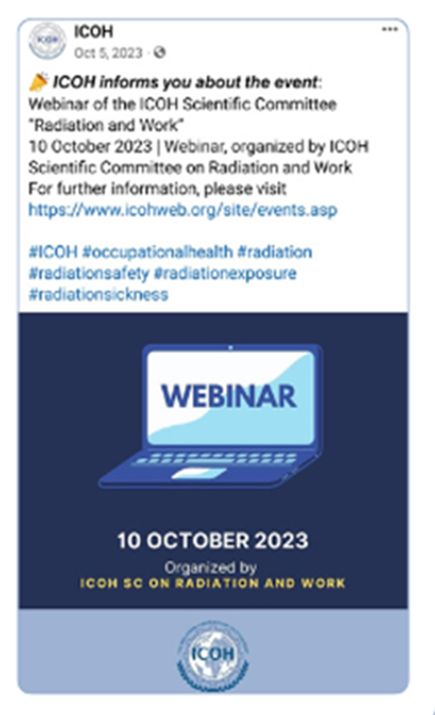 ICOH
Oct 5, 2023 ·
ICOH informs you about the event:
Webinar of the ICOH Scientific Committee
"Radiation and Work"
10 October 2023 | Webinar, organized by ICOH
Scientific Committee on Radiation and Work
For further information, please visit
https://www.icohweb.org/site/events.asp
#ICOH #occupationalhealth #radiation
#radiationsafety #radiationexposure
#radiationsickness
WEBINAR
10 OCTOBER 2023
Organized by
ICOH SC ON RADIATION AND WORK
ICOH